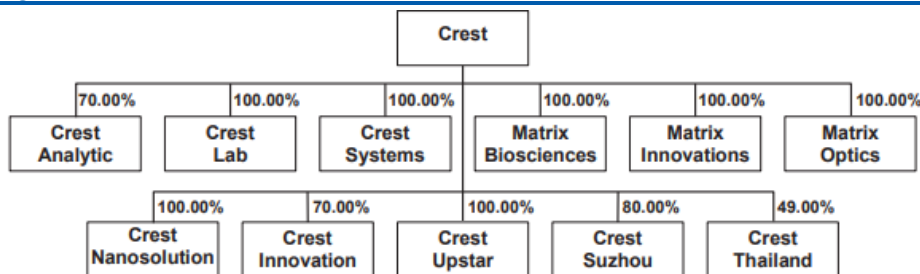 Crest
70.00% 100.00% 100.00% 100.00% 100.00% 100.00%
Crest Crest Crest Matrix Matrix Matrix
Analytic Lab Systems Biosciences Innovations Optics
100.00% 70.00% 100.00% 80.00% 49.00%
Crest Crest Crest Crest Crest
Nanosolution Innovation Upstar Suzhou Thailand